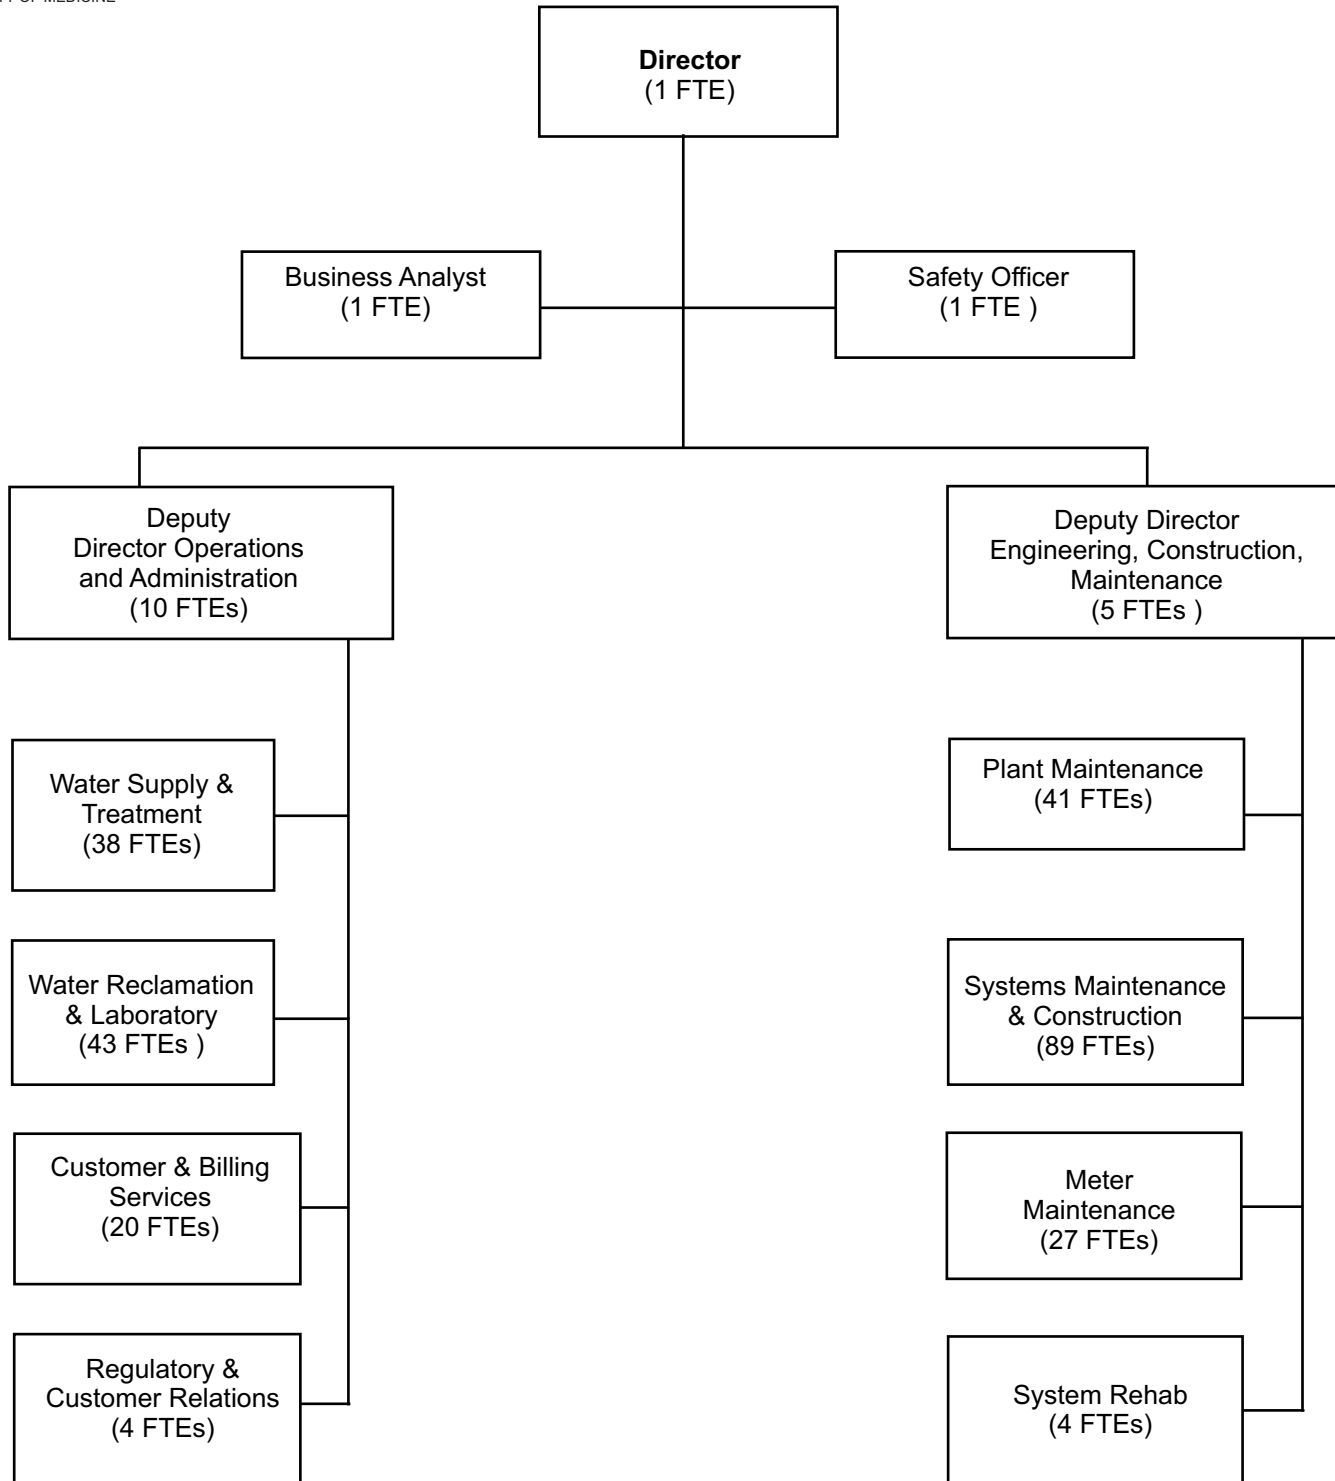 OF MEDICINE
Director
(1 FTE)
Business Analyst
(1 FTE)
Safety Officer
(1 FTE )
Deputy
Director Operations
and Administration
(10 FTEs)
Deputy Director
Engineering, Construction,
Maintenance
(5 FTEs )
Water Supply &
Treatment
(38 FTEs)
Plant Maintenance
(41 FTEs)
Water Reclamation
& Laboratory
(43 FTEs )
Systems Maintenance
& Construction
(89 FTEs)
Customer & Billing
Services
(20 FTEs)
Meter
Maintenance
(27 FTEs)
Regulatory &
Customer Relations
(4 FTEs)
System Rehab
(4 FTEs)